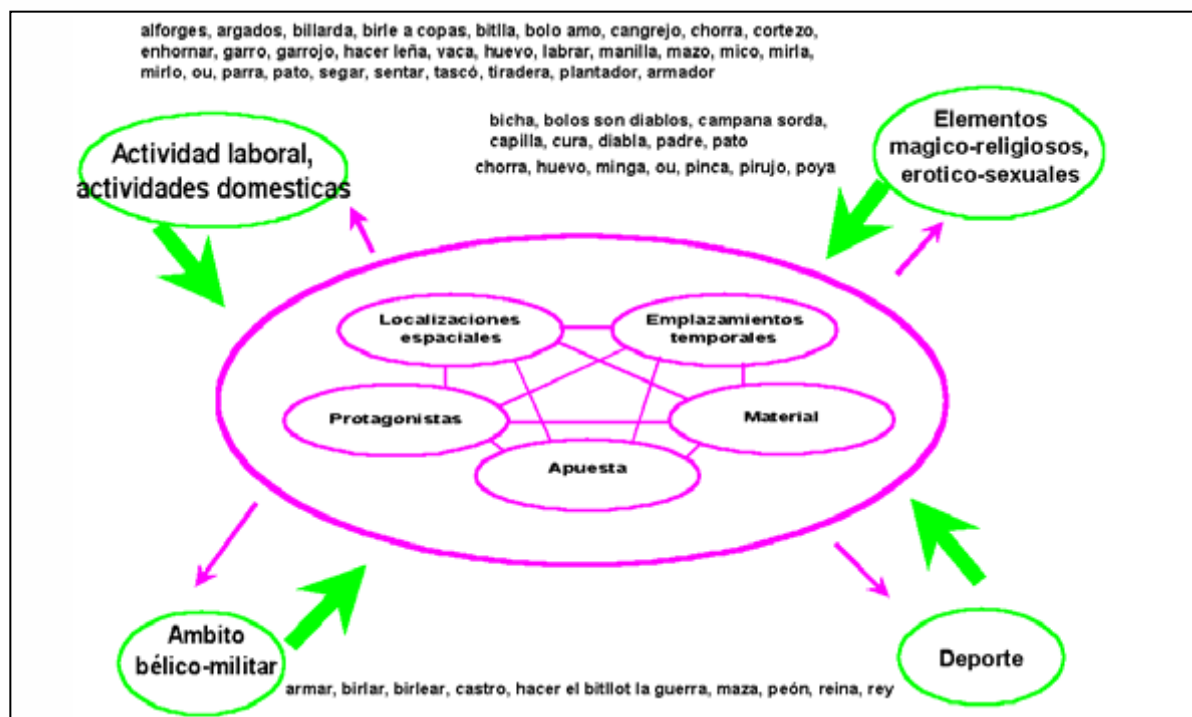 alforges, argados, billarda, birle a copas, bitlla, bolo amo, cangrejo, chorra, cortezo,
enhornar, garro, garrojo, hacer leña, vaca, huevo, labrar, manilla, mazo, mico, mirla,
mirlo, ou, parra, pato, segar, sentar, tascó, tiradera, plantador, armador
bicha, bolos son diablos, campana sorda,
capilla, cura, diabla, padre, pato
chorra, huevo, minga, ou, pinca, pirujo, poya
Actividad laboral,
actividades domesticas
Elementos
magico-religiosos,
erotico-sexuales
Localizaciones
espaciales
Emplazamientos
temporales
Protagonistas
Material
Apuesta
Ambito
bélico-militar
Deporte
armar, birlar, birlear, castro, hacer el bitllot la guerra, maza, peón, reina, rey